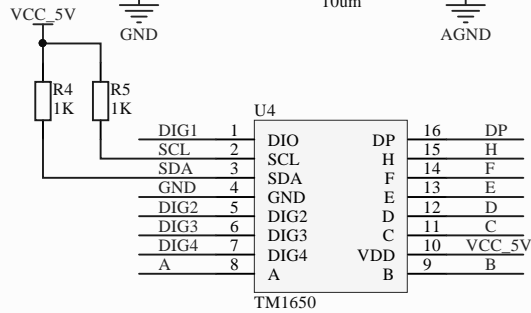 10um
VCC_5V
GND
AGND
R4
1K
R5
1K
U4
DIG1 1 DIO DP 16 DP
SCL 2 SCL H 15 H
SDA 3 SDA F 14 F
GND 4 GND E 13 E
DIG2 5 DIG2 D 12 D
DIG3 6 DIG3 C 11 C
DIG4 7 DIG4 VDD 10 VCC_5V
A 8 A B 9 B
TM1650